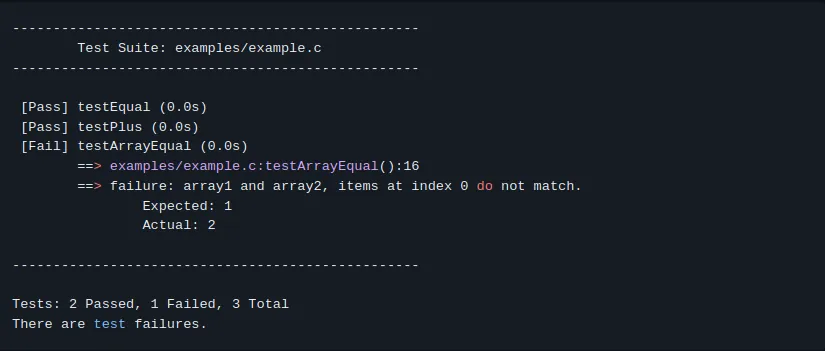 --------------------------------------------------
Test Suite: examples/example.c
--------------------------------------------------
[Pass] testEqual (0.0s)
[Pass] testPlus (0.0s)
[Fail] testArrayEqual (0.0s)
==> examples/example.c:testArrayEqual():16
==> failure: array1 and array2, items at index 0 do not match.
Expected: 1
Actual: 2
--------------------------------------------------
Tests: 2 Passed, 1 Failed, 3 Total
There are test failures.